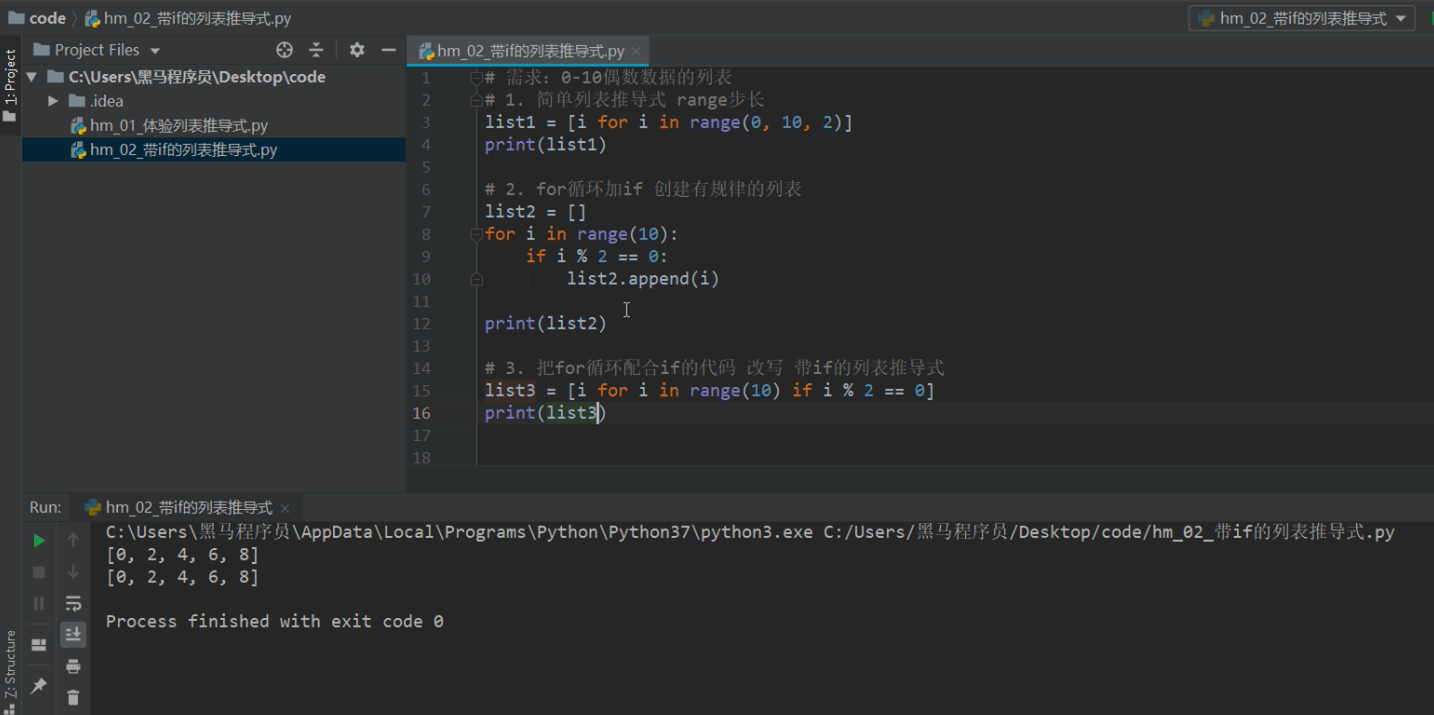 code
hm_02_带if的列表推导式.py
hm_02_带if的列表推导式
1: Project
Project Files
C:\Users\黑马程序员\Desktop\code
.idea
hm_01_体验列表推导式.py
hm_02_带if的列表推导式.py
hm_02_带if的列表推导式.py
1 # 需求：0-10偶数数据的列表
2 # 1. 简单列表推导式 range步长
3 list1 = [i for i in range(0, 10, 2)]
4 print(list1)
5
6 # 2. for循环加if 创建有规律的列表
7 list2 = []
8 for i in range(10):
9     if i % 2 == 0:
10         list2.append(i)
11
12 print(list2)
13
14 # 3. 把for循环配合if的代码 改写 带if的列表推导式
15 list3 = [i for i in range(10) if i % 2 == 0]
16 print(list3)
17
18
Run:
hm_02_带if的列表推导式
C:\Users\黑马程序员\AppData\Local\Programs\Python\Python37\python3.exe C:/Users/黑马程序员/Desktop/code/hm_02_带if的列表推导式.py
[0, 2, 4, 6, 8]
[0, 2, 4, 6, 8]
Process finished with exit code 0
Z: Structure